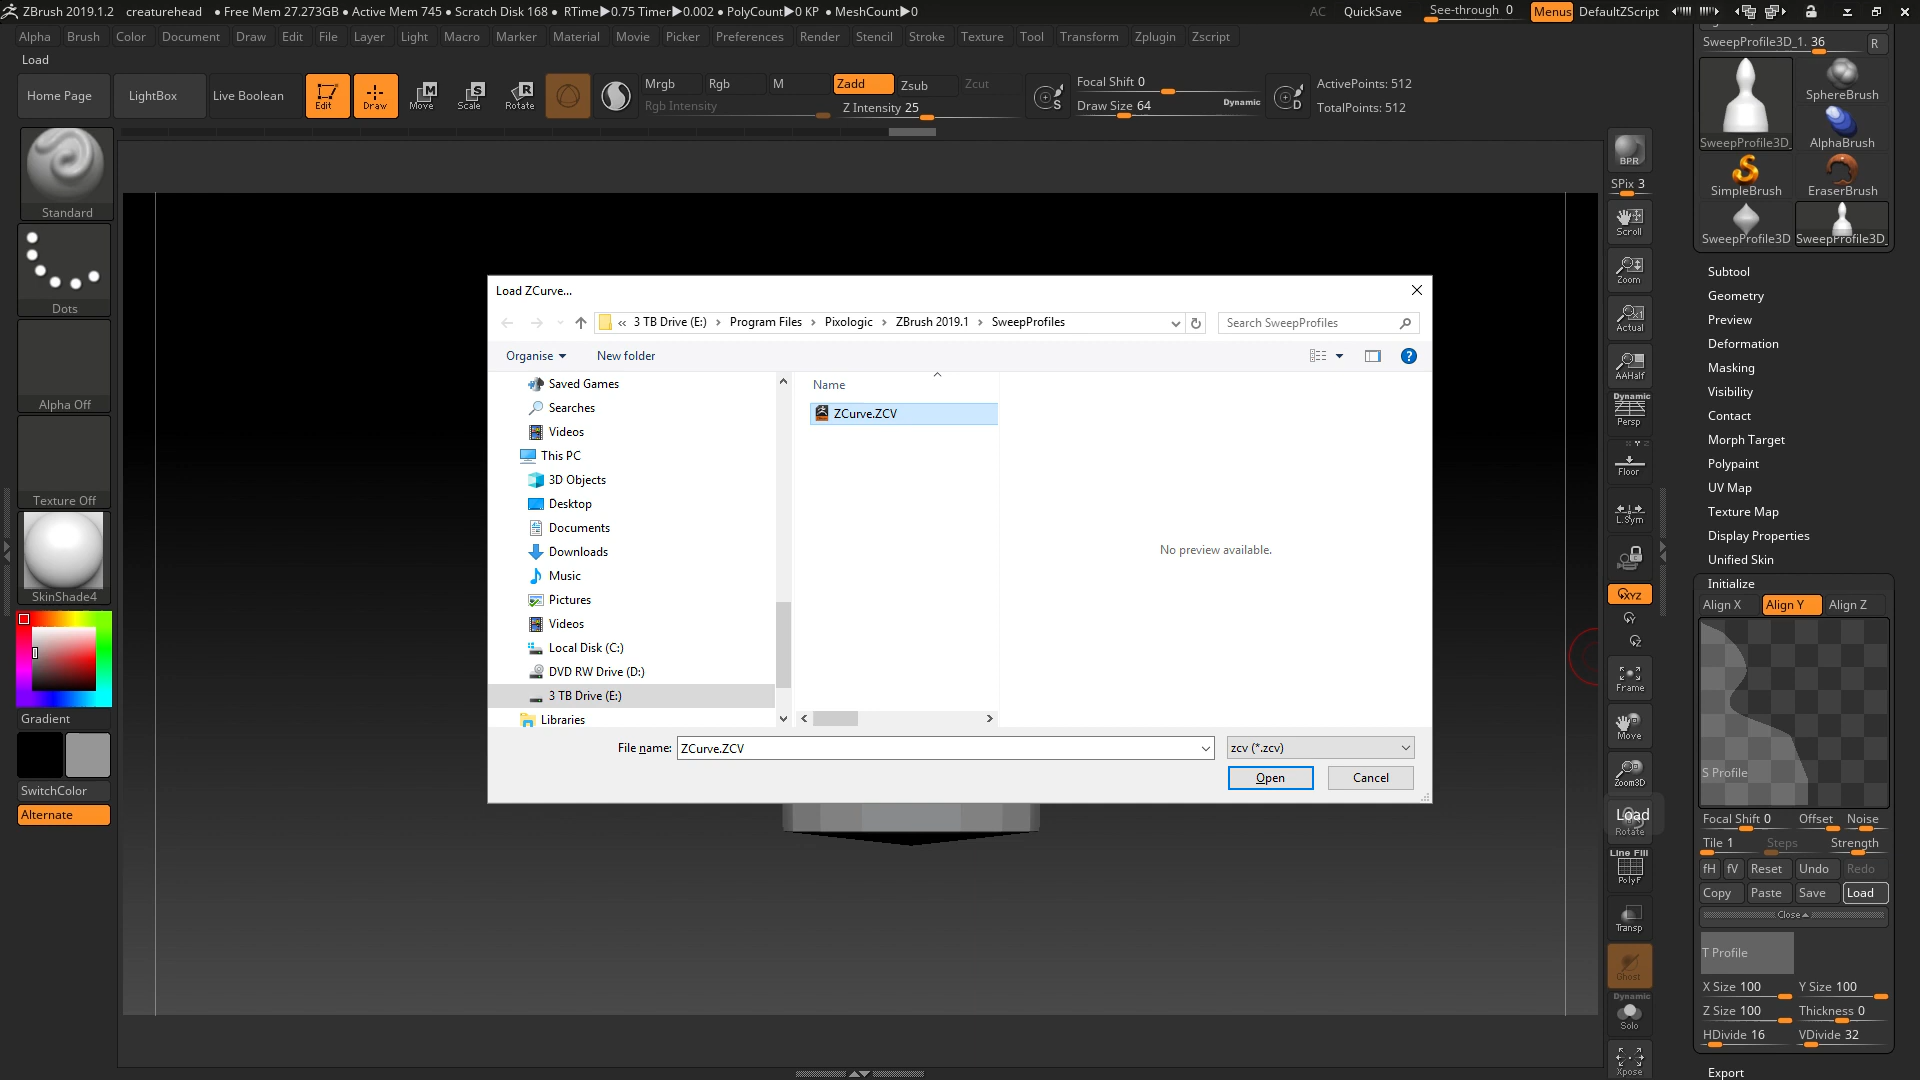 ZBrush 2019.1.2 creaturehead • Free Mem 27.273GB • Active Mem 745 • Scratch Disk 168 • RTime▶0.75 Timer▶0.002 • PolyCount▶0 KP • MeshCount▶0 AC QuickSave See-through 0 Menus DefaultZScript
Alpha Brush Color Document Draw Edit File Layer Light Macro Marker Material Movie Picker Preferences Render Stencil Stroke Texture Tool Transform Zplugin Zscript
Load
Home Page LightBox Live Boolean Edit Draw Move Scale Rotate
Mrgb Rgb M Zadd Zsub Zcut
Rgb Intensity Z Intensity 25
Focal Shift 0
Draw Size 64 Dynamic
ActivePoints: 512
TotalPoints: 512
Standard
Dots
Alpha Off
Texture Off
SkinShade4
Gradient
SwitchColor
Alternate
Load ZCurve...
« 3 TB Drive (E:) › Program Files › Pixologic › ZBrush 2019.1 › SweepProfiles
Search SweepProfiles
Organise New folder
Saved Games
Searches
Videos
This PC
3D Objects
Desktop
Documents
Downloads
Music
Pictures
Videos
Local Disk (C:)
DVD RW Drive (D:)
3 TB Drive (E:)
Libraries
Name
ZCurve.ZCV
No preview available.
File name: ZCurve.ZCV
zcv (*.zcv)
Open Cancel
BPR
SPix 3
Scroll
Zoom
Actual
AAHalf
Dynamic
Persp
Floor
L.Sym
XYZ
Y
Z
Frame
Move
Zoom3D
Load
Rotate
Line Fill
PolyF
Transp
Ghost
Dynamic
Solo
Xpose
SweepProfile3D_1. 36 R
SweepProfile3D_
SphereBrush
AlphaBrush
SimpleBrush
EraserBrush
SweepProfile3D
SweepProfile3D_
Subtool
Geometry
Preview
Deformation
Masking
Visibility
Contact
Morph Target
Polypaint
UV Map
Texture Map
Display Properties
Unified Skin
Initialize
Align X Align Y Align Z
S Profile
Focal Shift 0 Offset Noise
Tile 1 Steps Strength
fH fV Reset Undo Redo
Copy Paste Save Load
Close
T Profile
X Size 100 Y Size 100
Z Size 100 Thickness 0
HDivide 16 VDivide 32
Export